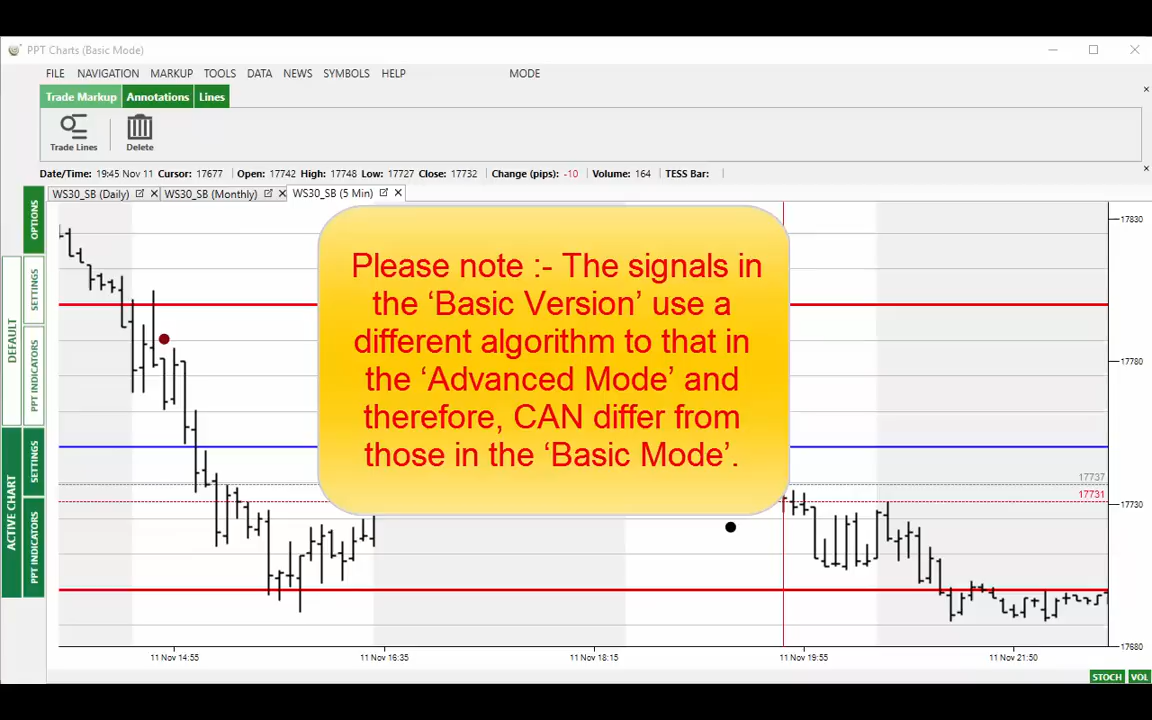 PPT Charts (Basic Mode)
FILE NAVIGATION MARKUP TOOLS DATA NEWS SYMBOLS HELP MODE
Trade Markup Annotations Lines
Trade Lines Delete
Date/Time: 19:45 Nov 11 Cursor: 17677 Open: 17742 High: 17748 Low: 17727 Close: 17732 Change (pips): -10 Volume: 164 TESS Bar:
WS30_SB (Daily) WS30_SB (Monthly) WS30_SB (5 Min)
OPTIONS
DEFAULT
SETTINGS
PPT INDICATORS
ACTIVE CHART
SETTINGS
PPT INDICATORS
Please note :- The signals in
the ‘Basic Version’ use a
different algorithm to that in
the ‘Advanced Mode’ and
therefore, CAN differ from
those in the ‘Basic Mode’.
17830
17780
17737
17731
17730
17680
11 Nov 14:55 11 Nov 16:35 11 Nov 18:15 11 Nov 19:55 11 Nov 21:50
STOCH VOL